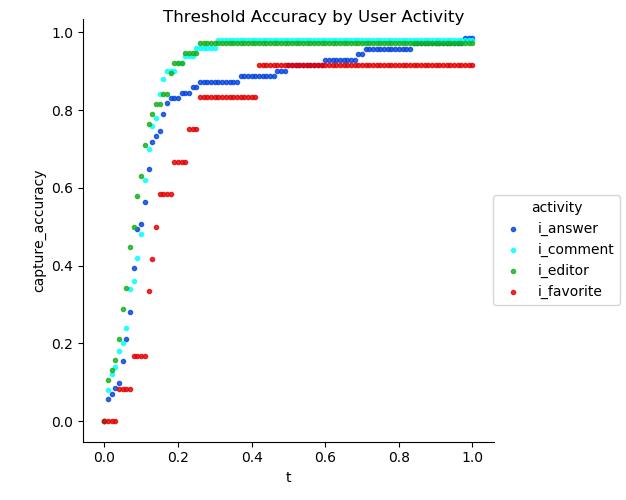 Threshold Accuracy by User Activity
1.0
0.8
0.6
0.4
0.2
0.0
capture_accuracy
0.0 0.2 0.4 0.6 0.8 1.0
t
activity
i_answer
i_comment
i_editor
i_favorite